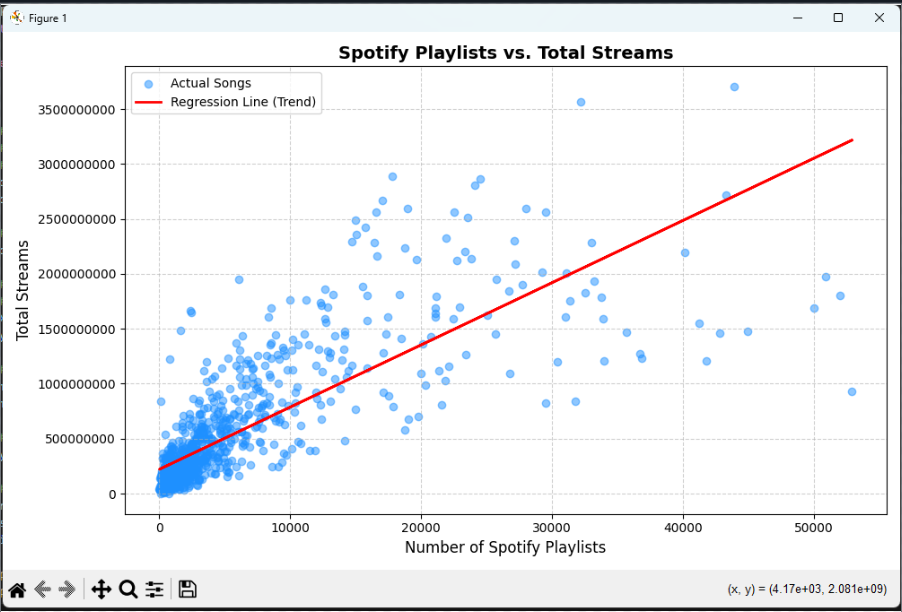 Figure 1
Spotify Playlists vs. Total Streams
Actual Songs
Regression Line (Trend)
3500000000
3000000000
2500000000
2000000000
1500000000
1000000000
500000000
0
Total Streams
0 10000 20000 30000 40000 50000
Number of Spotify Playlists
(x, y) = (4.17e+03, 2.081e+09)